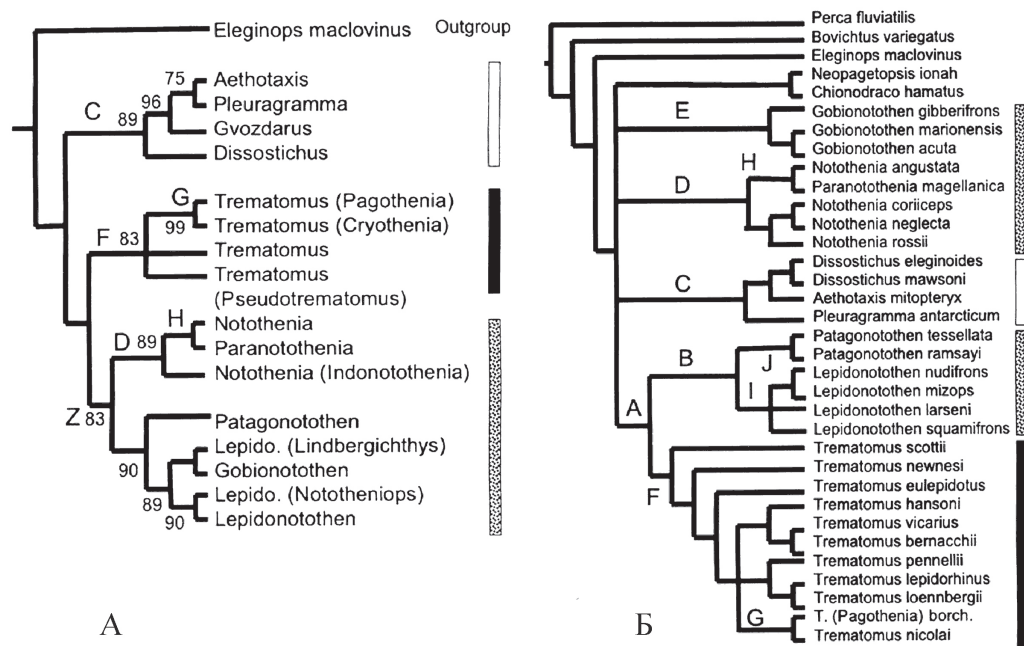 Eleginops maclovinus
Outgroup
C
89
96
75
Aethotaxis
Pleuragramma
Gvozdarus
Dissostichus
F
83
G
99
Trematomus (Pagothenia)
Trematomus (Cryothenia)
Trematomus
Trematomus
(Pseudotrematomus)
Z
83
D
89
H
Notothenia
Paranotothenia
Notothenia (Indonotothenia)
90
89
90
Patagonotothen
Lepido. (Lindbergichthys)
Gobionotothen
Lepido. (Nototheniops)
Lepidonotothen
А
Perca fluviatilis
Bovichtus variegatus
Eleginops maclovinus
Neopagetopsis ionah
Chionodraco hamatus
E
Gobionotothen gibberifrons
Gobionotothen marionensis
Gobionotothen acuta
D
H
Notothenia angustata
Paranotothenia magellanica
Notothenia coriiceps
Notothenia neglecta
Notothenia rossii
C
Dissostichus eleginoides
Dissostichus mawsoni
Aethotaxis mitopteryx
Pleuragramma antarcticum
A
B
J
I
Patagonotothen tessellata
Patagonotothen ramsayi
Lepidonotothen nudifrons
Lepidonotothen mizops
Lepidonotothen larseni
Lepidonotothen squamifrons
F
Trematomus scottii
Trematomus newnesi
Trematomus eulepidotus
Trematomus hansoni
Trematomus vicarius
Trematomus bernacchii
Trematomus pennellii
Trematomus lepidorhinus
Trematomus loennbergii
G
T. (Pagothenia) borch.
Trematomus nicolai
Б